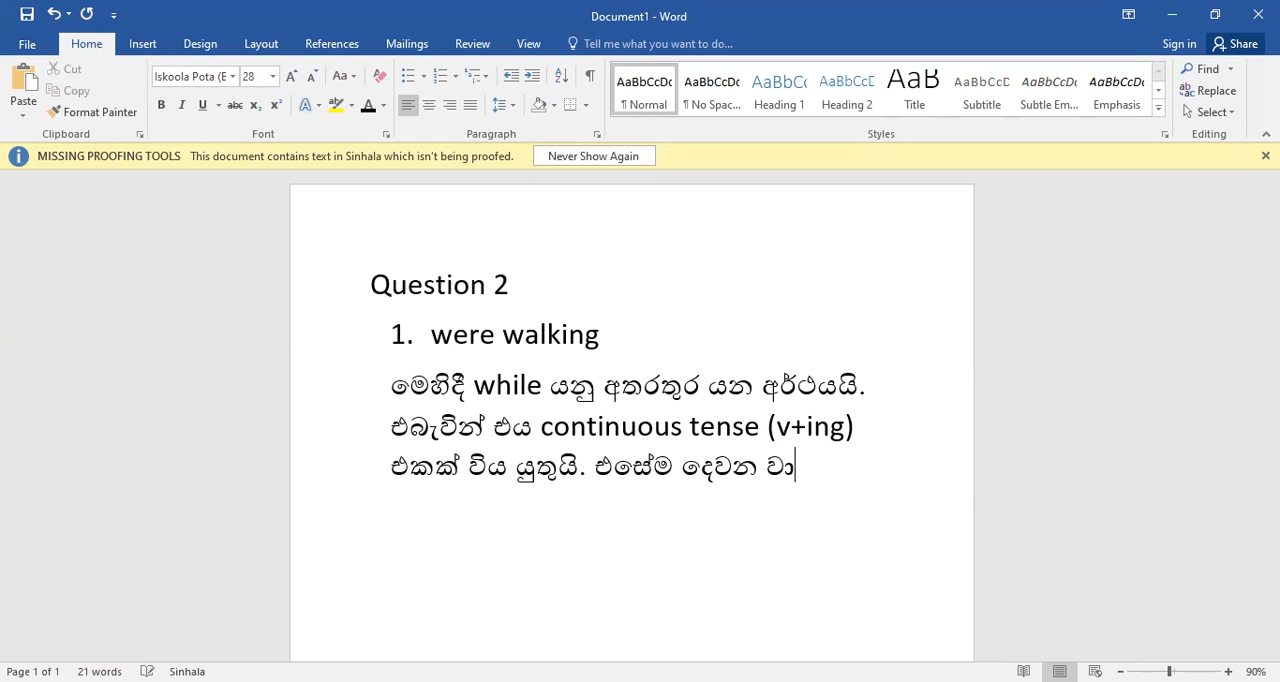 Document1 - Word
File Home Insert Design Layout References Mailings Review View Tell me what you want to do... Sign in Share
Paste Cut Copy Format Painter
Iskoola Pota (E 28
AaBbCcDc AaBbCcDc AaBbCc AaBbCcE AaB AaBbCcD AaBbCcDc AaBbCcDc
¶ Normal ¶ No Spac... Heading 1 Heading 2 Title Subtitle Subtle Em... Emphasis
Find Replace Select
Clipboard Font Paragraph Styles Editing
MISSING PROOFING TOOLS This document contains text in Sinhala which isn't being proofed. Never Show Again
Question 2
1. were walking
මෙහිදී while යනු අතරතුර යන අර්ථයයි.
එබැවින් එය continuous tense (v+ing)
එකක් විය යුතුයි. එසේම දෙවන වා
Page 1 of 1 21 words Sinhala 90%